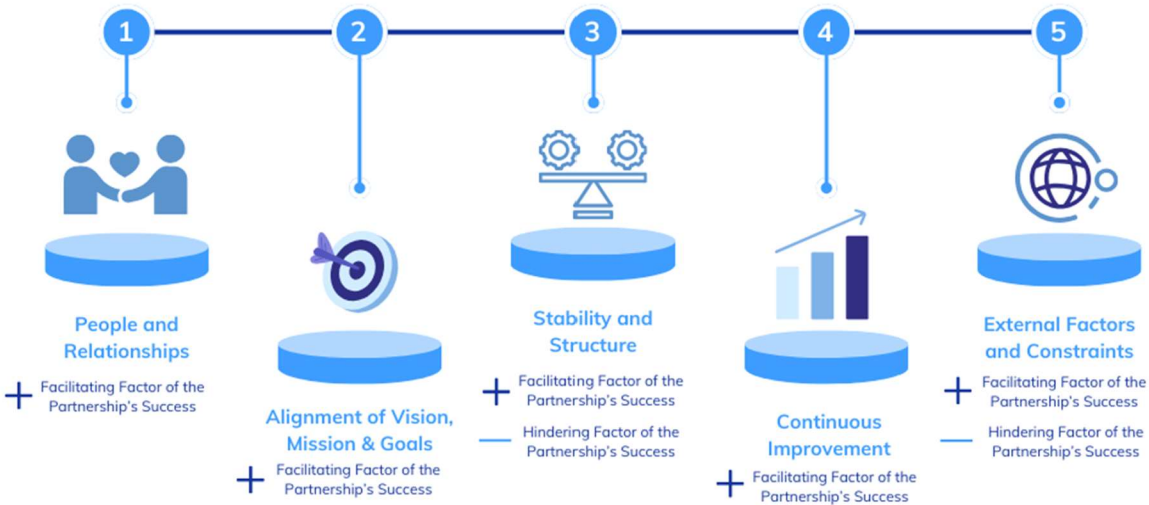 1
2
3
4
5
People and
Relationships
+ Facilitating Factor of the
Partnership's Success
Alignment of Vision,
Mission & Goals
+ Facilitating Factor of the
Partnership's Success
Stability and
Structure
+ Facilitating Factor of the
Partnership's Success
— Hindering Factor of the
Partnership's Success
Continuous
Improvement
+ Facilitating Factor of the
Partnership's Success
External Factors
and Constraints
+ Facilitating Factor of the
Partnership's Success
— Hindering Factor of the
Partnership's Success